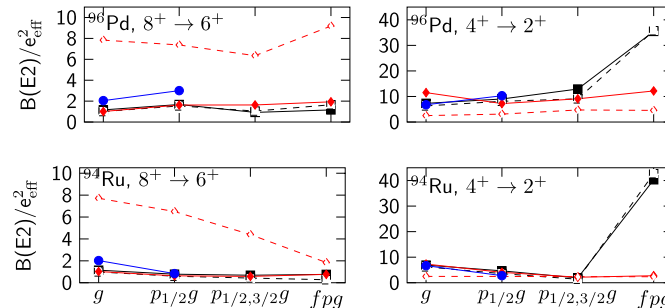 ⁹⁶Pd, 8⁺ → 6⁺
B(E2)/e²_eff
10
8
6
4
2
0
⁹⁶Pd, 4⁺ → 2⁺
40
30
20
10
0
⁹⁴Ru, 8⁺ → 6⁺
B(E2)/e²_eff
10
8
6
4
2
0
g p₁/₂g p₁/₂,₃/₂g fpg
⁹⁴Ru, 4⁺ → 2⁺
40
30
20
10
0
g p₁/₂g p₁/₂,₃/₂g fpg